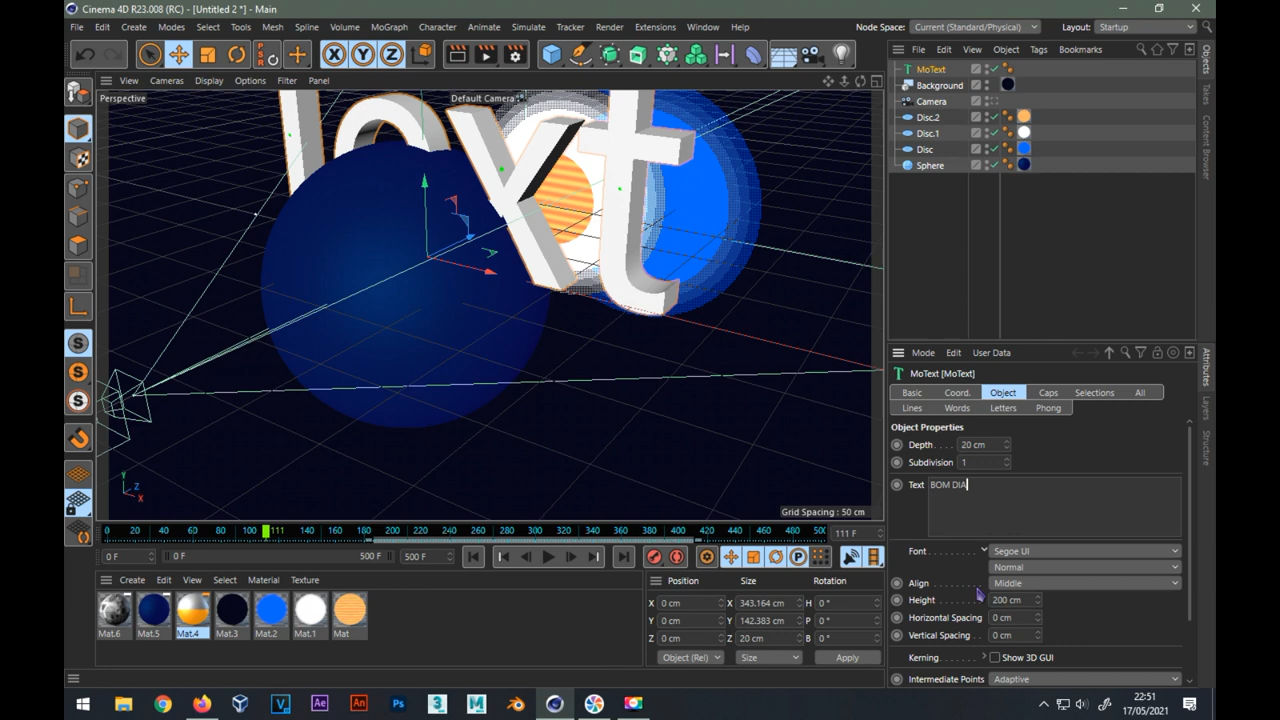 Cinema 4D R23.008 (RC) - [Untitled 2 *] - Main
File Edit Create Modes Select Tools Mesh Spline Volume MoGraph Character Animate Simulate Tracker Render Extensions Window Help Node Space: Current (Standard/Physical) Layout: Startup
PSR X Y Z
View Cameras Display Options Filter Panel
File Edit View Object Tags Bookmarks
Perspective
Default Camera
text
Y
Z
X
Grid Spacing : 50 cm
MoText
Background
Camera
Disc.2
Disc.1
Disc
Sphere
Objects
Takes
Content Browser
Mode Edit User Data
MoText [MoText]
Basic Coord. Object Caps Selections All
Lines Words Letters Phong
Object Properties
Depth 20 cm
Subdivision 1
Text BOM DIA
Font Segoe UI
Normal
Align Middle
Height 200 cm
Horizontal Spacing 0 cm
Vertical Spacing 0 cm
Kerning Show 3D GUI
Intermediate Points Adaptive
Attributes
Layers
Structure
0 20 40 60 80 100 111 140 160 180 200 220 240 260 280 300 320 340 360 380 400 420 440 460 480 500 111 F
0 F 0 F 500 F 500 F
Create Edit View Select Material Texture
Mat.6 Mat.5 Mat.4 Mat.3 Mat.2 Mat.1 Mat
Position Size Rotation
X 0 cm X 343.164 cm H 0 °
Y 0 cm Y 142.383 cm P 0 °
Z 0 cm Z 20 cm B 0 °
Object (Rel) Size Apply
22:51
17/05/2021